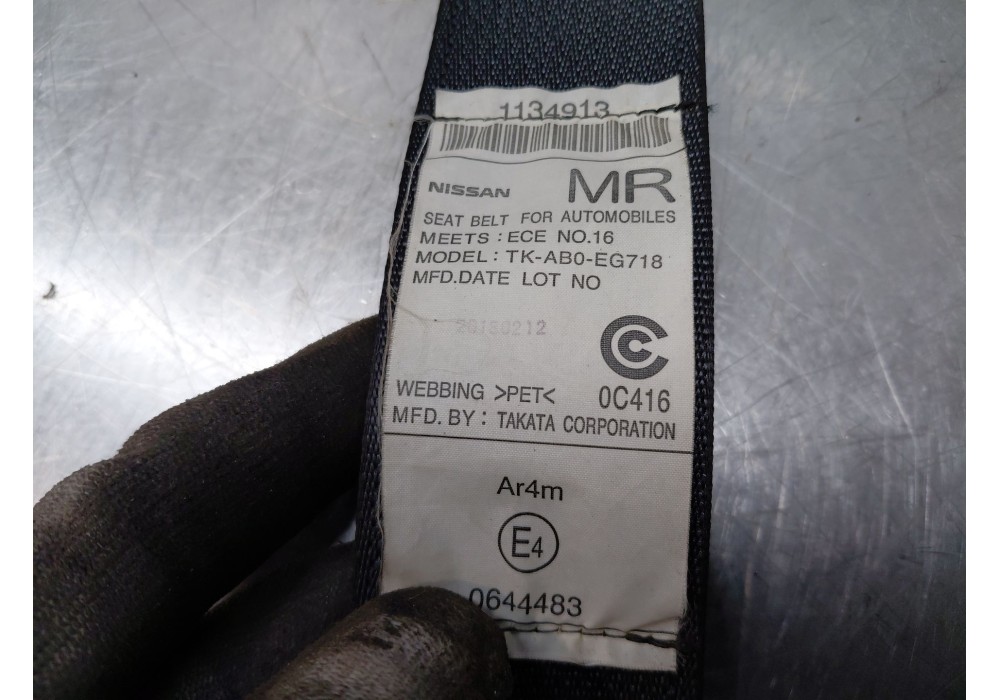 1134913
NISSAN MR
SEAT BELT FOR AUTOMOBILES
MEETS : ECE NO.16
MODEL : TK-AB0-EG718
MFD.DATE LOT NO
20160212
WEBBING >PET< 0C416
MFD. BY : TAKATA CORPORATION
Ar4m
E4
0644483